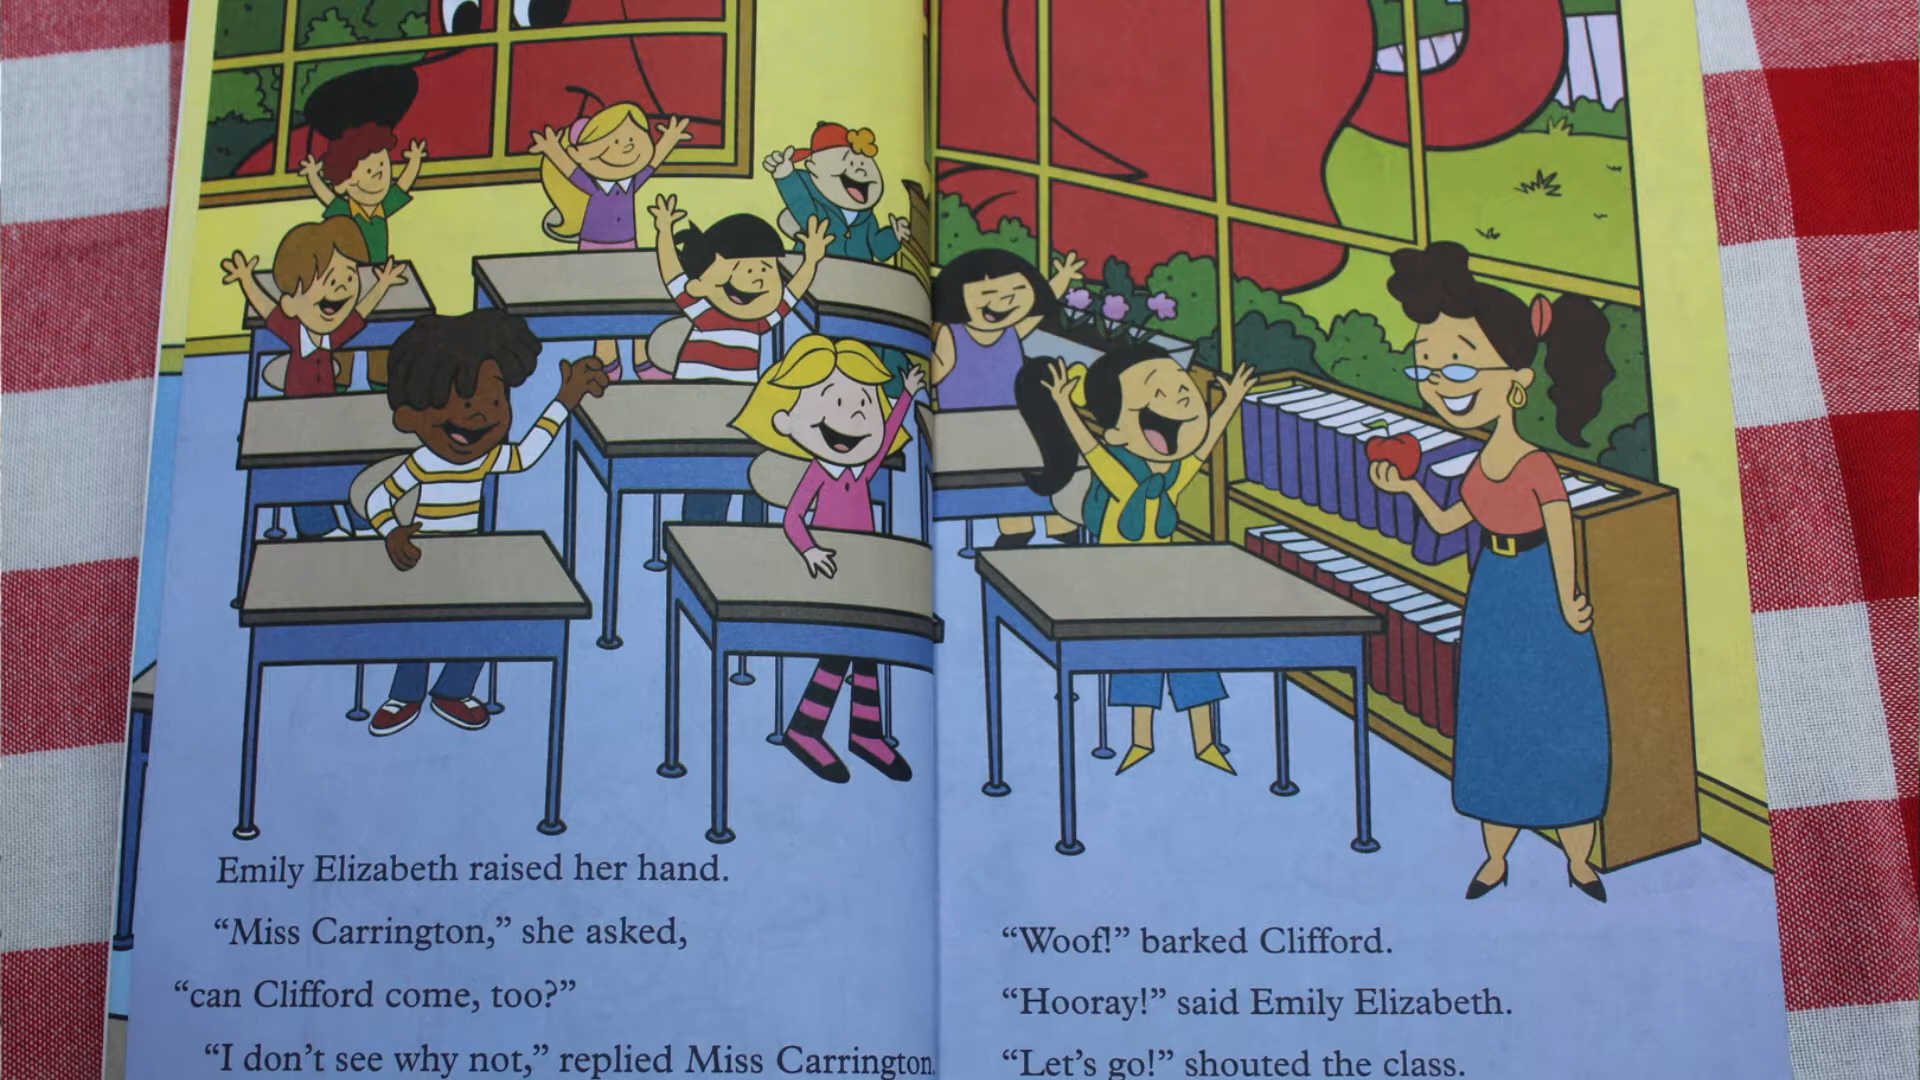 Emily Elizabeth raised her hand.
“Miss Carrington,” she asked,
“can Clifford come, too?”
“I don’t see why not,” replied Miss Carrington.
“Woof!” barked Clifford.
“Hooray!” said Emily Elizabeth.
“Let’s go!” shouted the class.